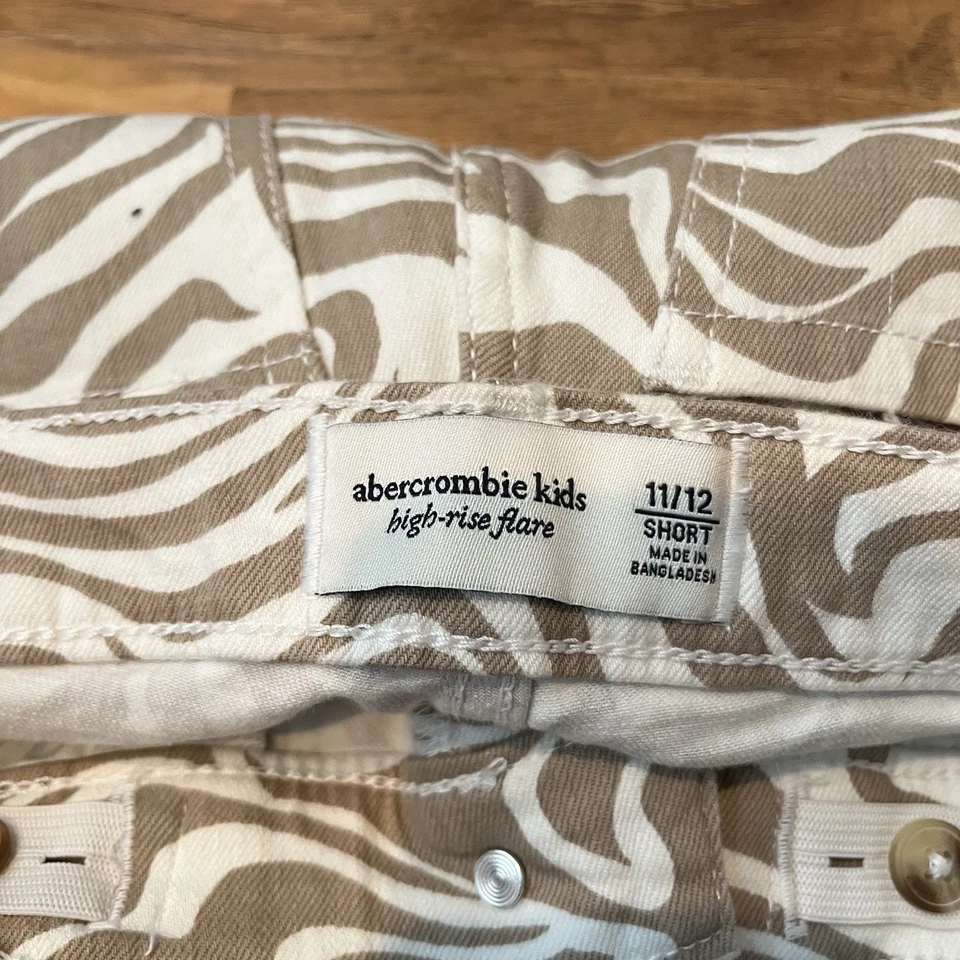 abercrombie kids
high-rise flare
11/12
SHORT
MADE IN
BANGLADESH